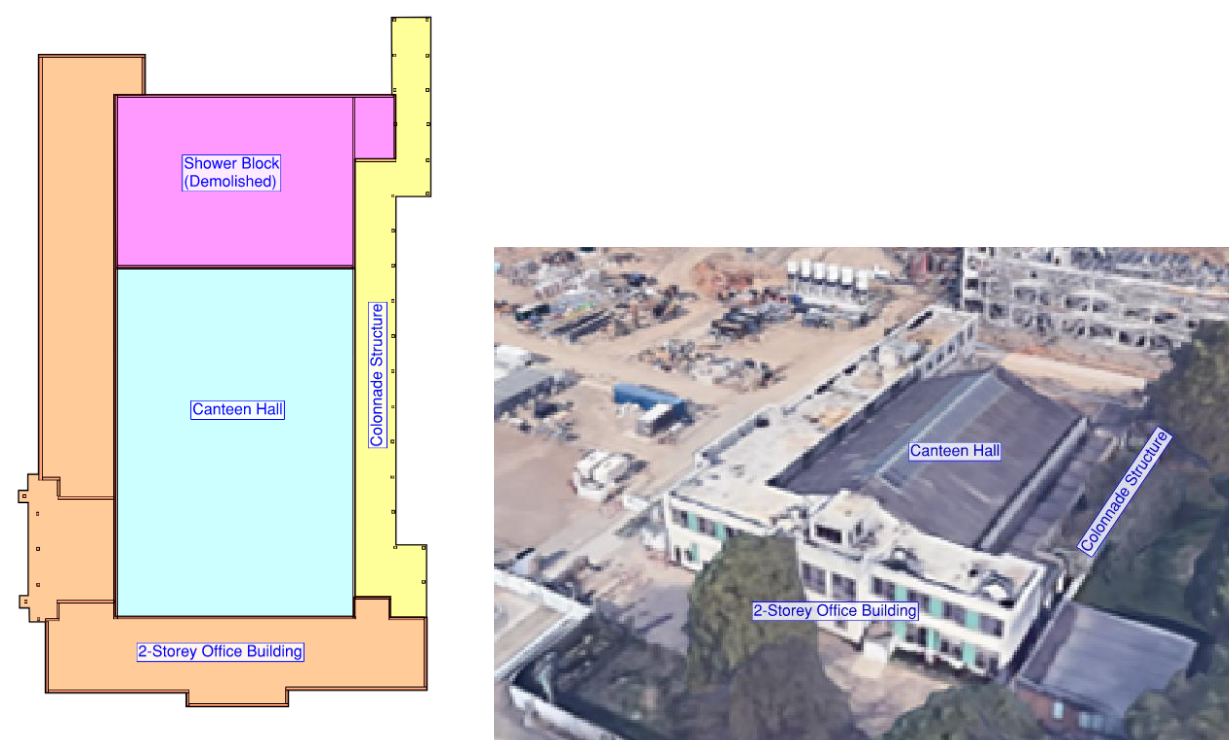 Shower Block
(Demolished)
Canteen Hall
Colonnade Structure
2-Storey Office Building
Canteen Hall
Colonnade Structure
2-Storey Office Building